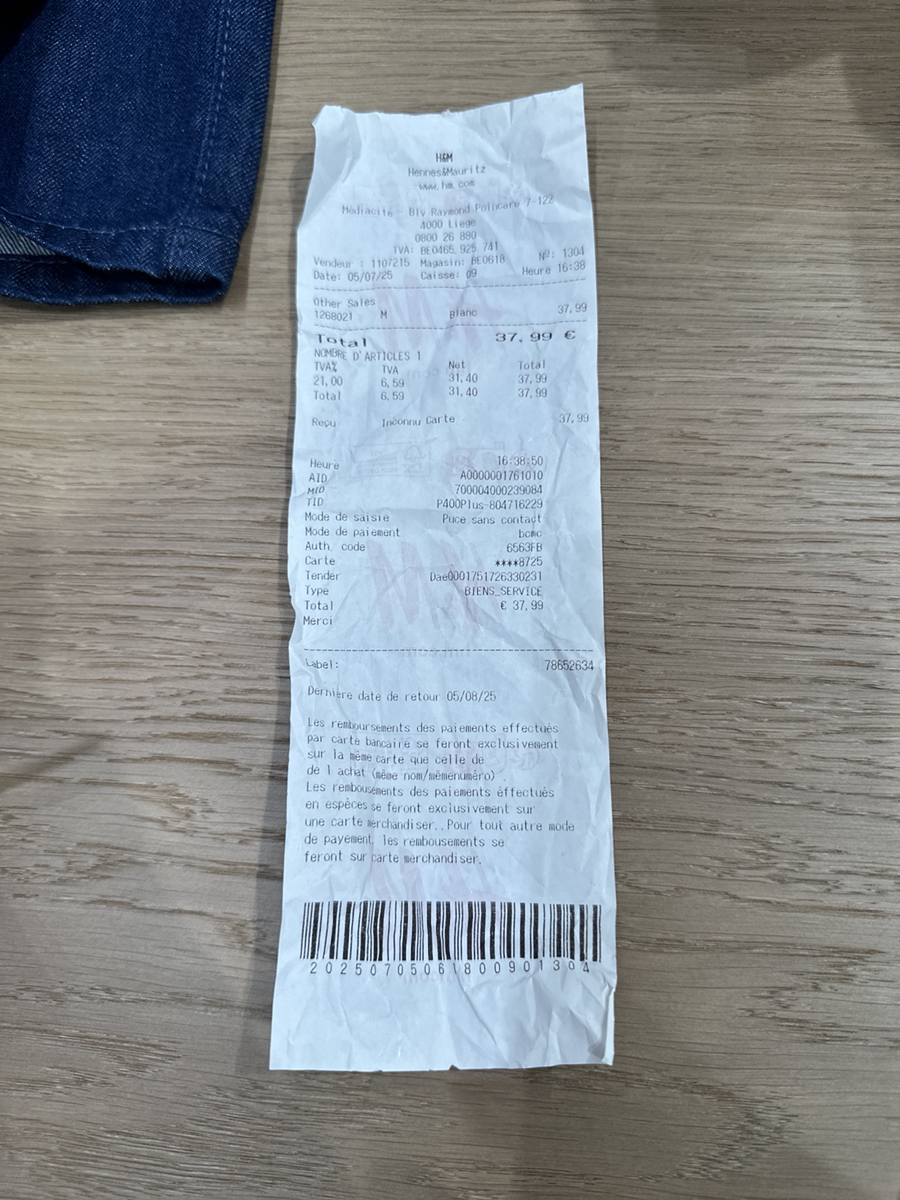 H&M
Hennes&Mauritz
www.hm.com
Médiacité - Blv Raymond Poincaré 7-122
4000 Liege
0800 26 880
TVA: BE0465.925.741
Vendeur : 1107215 Magasin: BE0618 Nº: 1304
Date: 05/07/25 Caisse: 09 Heure 16:38
Other Sales
1268021 M Blanc 37,99
Total 37,99 €
NOMBRE D'ARTICLES 1
TVA% TVA Net Total
21,00 6,59 31,40 37,99
Total 6,59 31,40 37,99
Reçu Inconnu Carte 37,99
Heure 16:38:50
AID A0000001761010
MID 700004000239084
TID P400Plus-804716229
Mode de saisie Puce sans contact
Mode de paiement bcmc
Auth. code 6563FB
Carte ****8725
Tender Dae0001751726330231
Type BIENS_SERVICE
Total € 37,99
Merci
Label: 78652634
Dernière date de retour 05/08/25
Les remboursements des paiements effectués
par carte bancaire se feront exclusivement
sur la même carte que celle de
de l achat (même nom/mêmenuméro) .
Les rembousements des paiements effectués
en espèces se feront exclusivement sur
une carte merchandiser..Pour tout autre mode
de payement, les rembousements se
feront sur carte merchandiser.
20250705061800901304